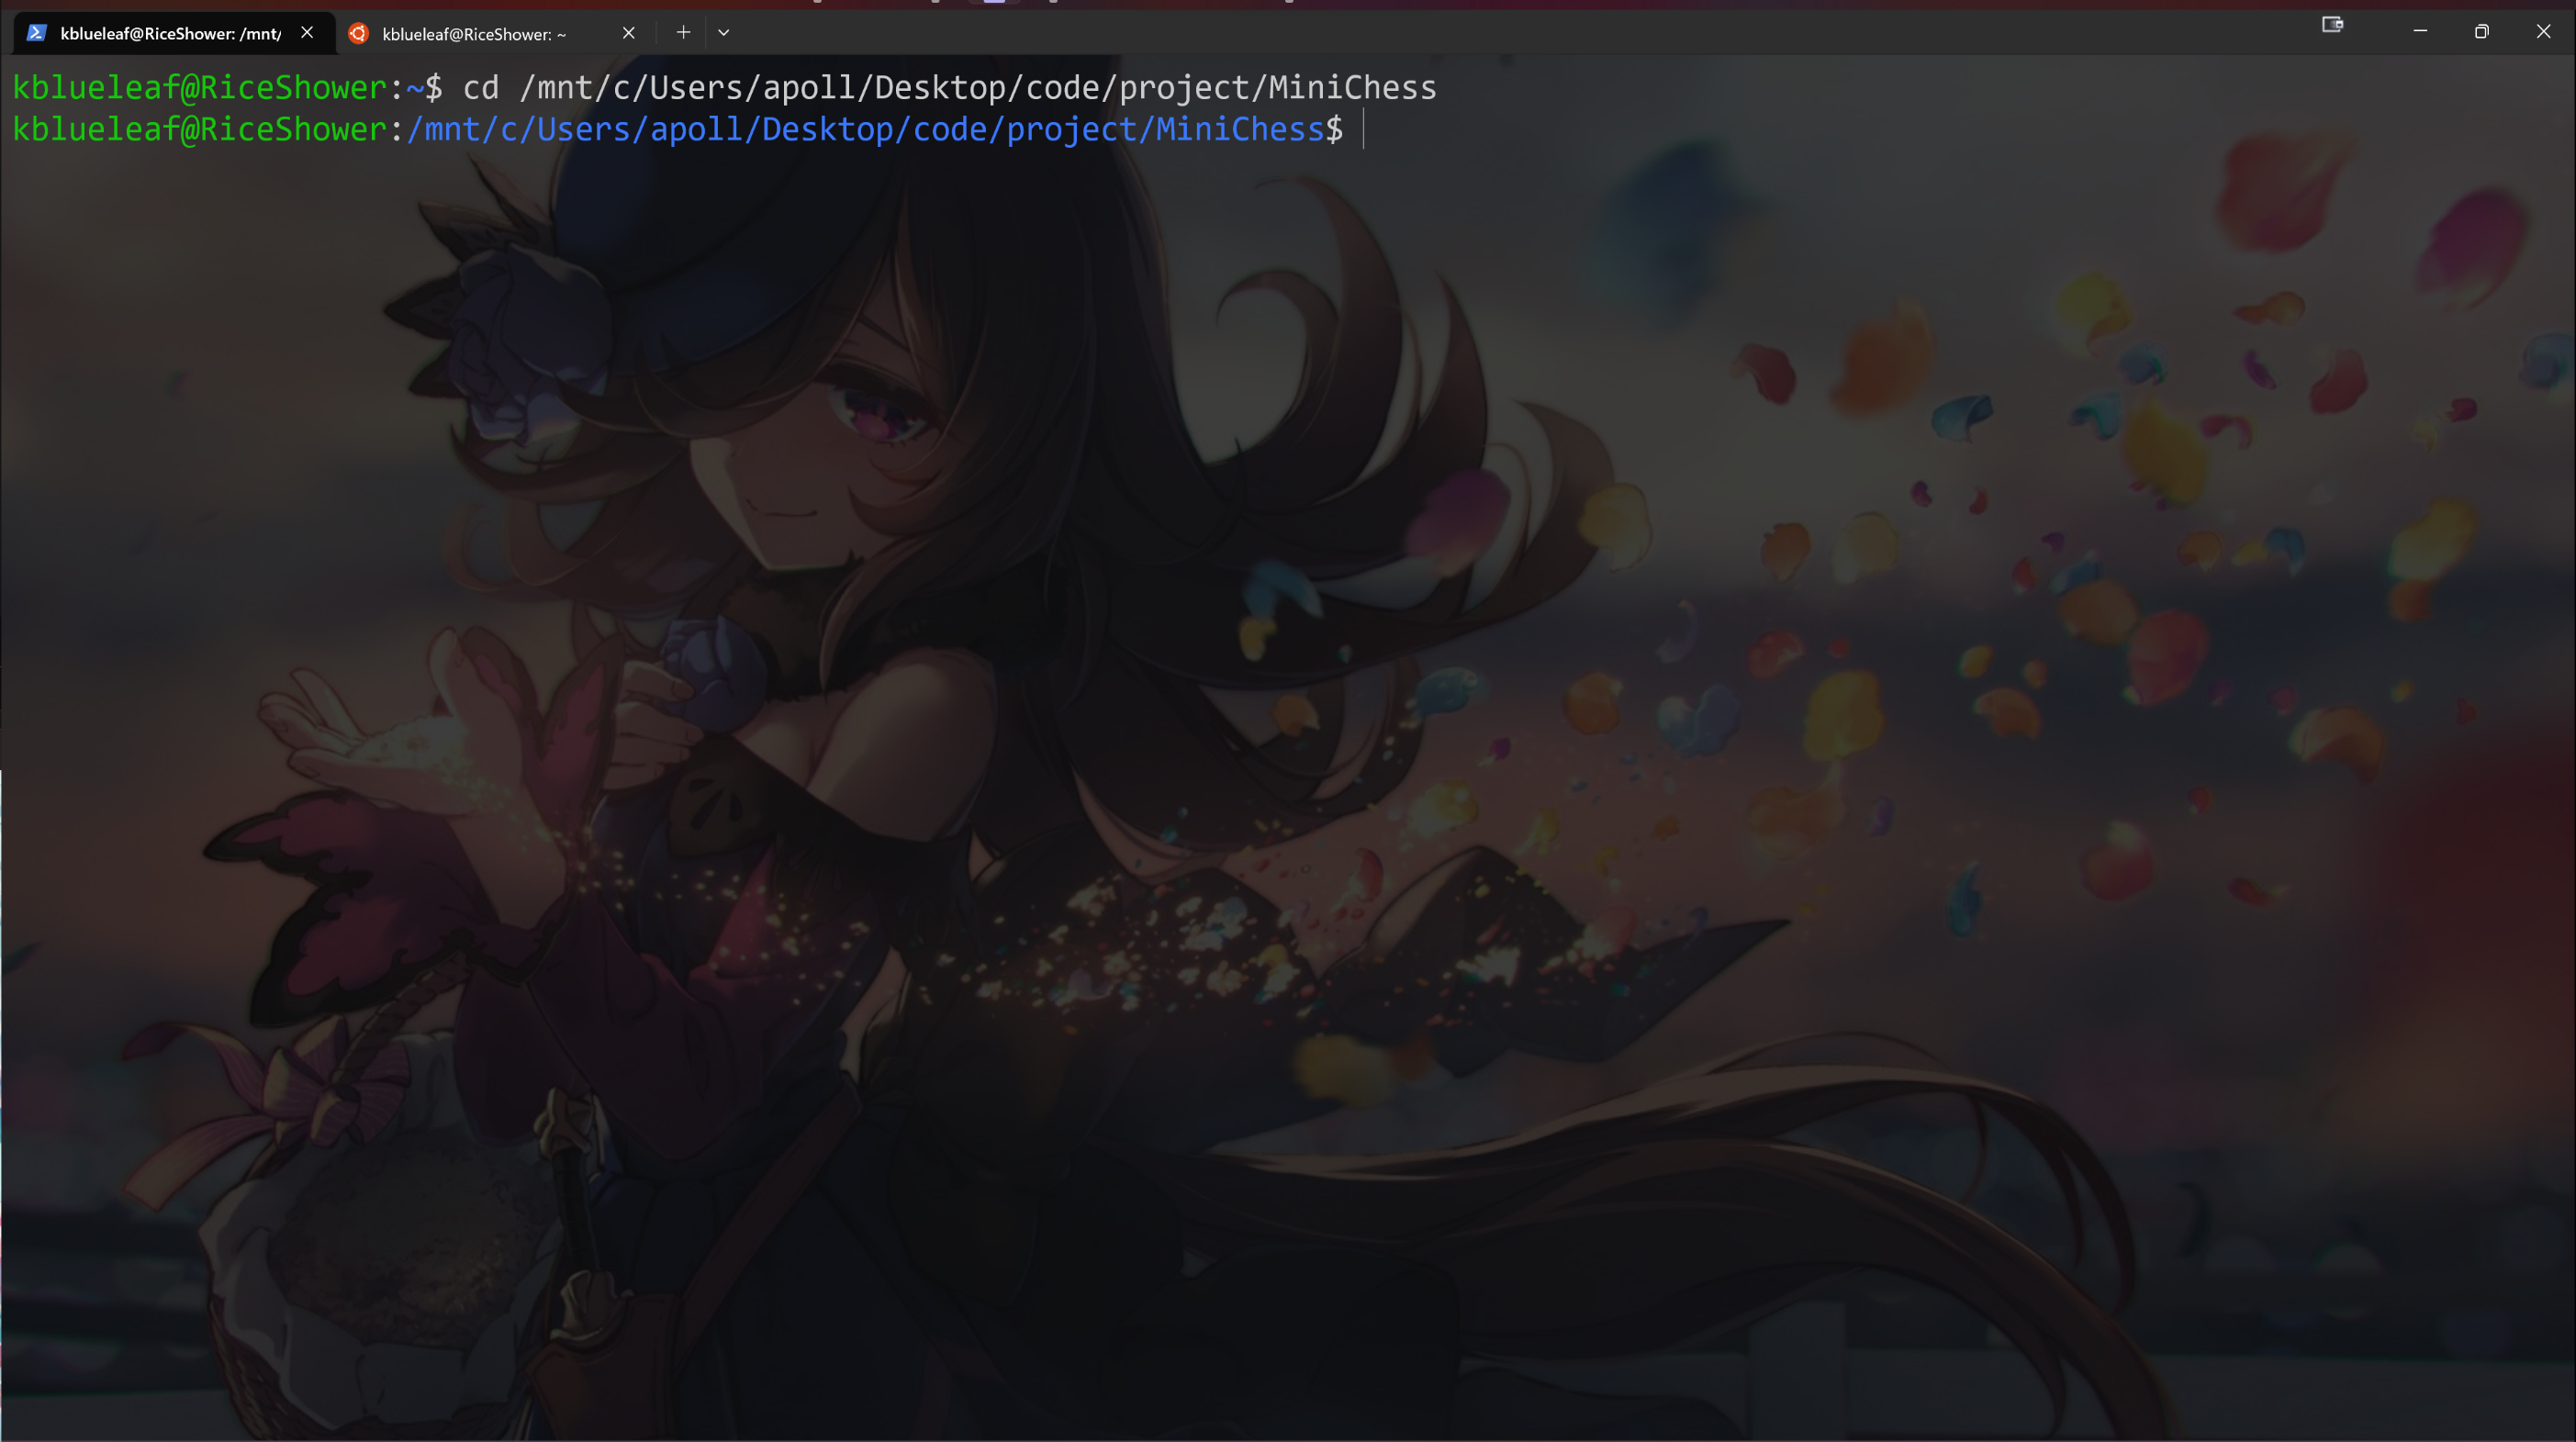 kblueleaf@RiceShower: /mnt/
kblueleaf@RiceShower: ~
kblueleaf@RiceShower:~$ cd /mnt/c/Users/apoll/Desktop/code/project/MiniChess
kblueleaf@RiceShower:/mnt/c/Users/apoll/Desktop/code/project/MiniChess$